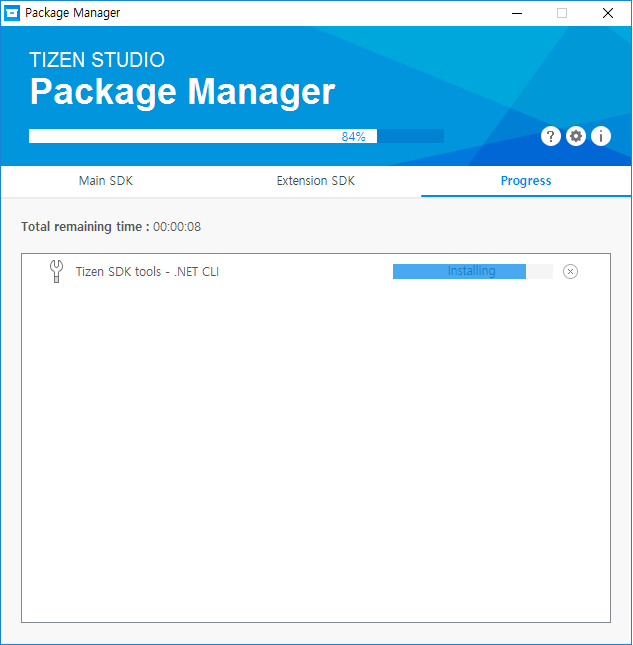 Package Manager
TIZEN STUDIO
Package Manager
84%
?
i
Main SDK
Extension SDK
Progress
Total remaining time : 00:00:08
Tizen SDK tools - .NET CLI
Installing